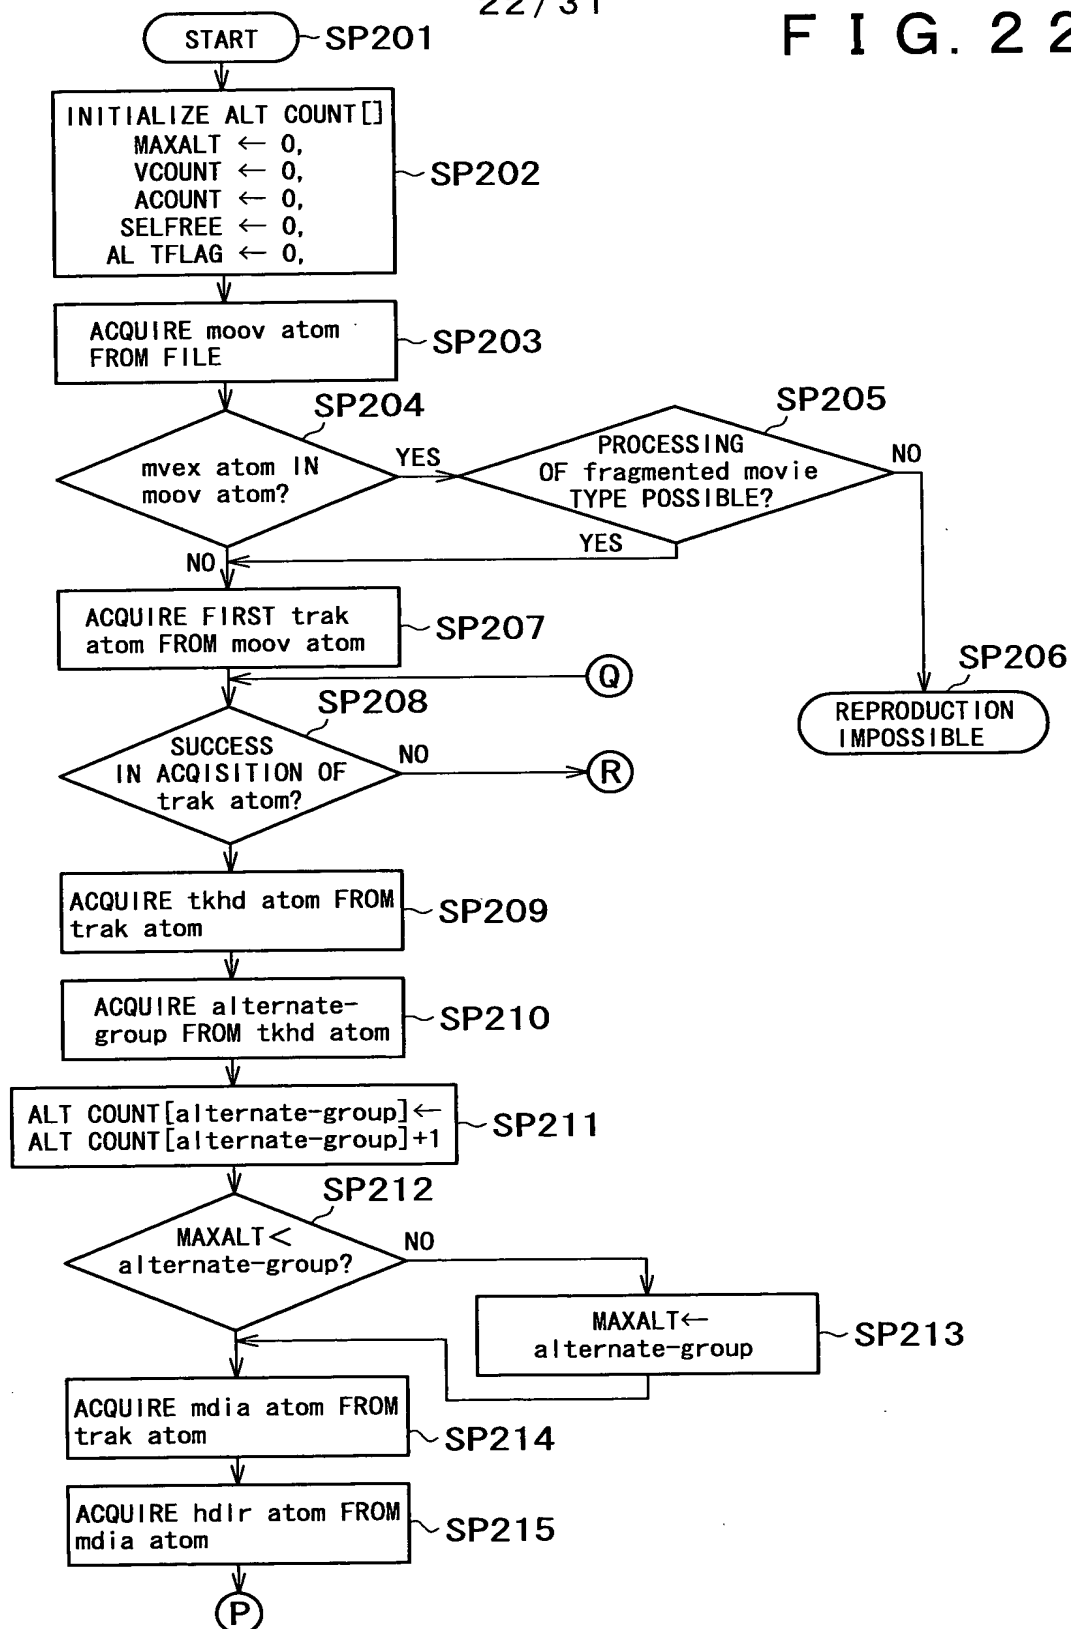 22/31
FIG. 22
START
SP201
INITIALIZE ALT COUNT[]
MAXALT ← 0,
VCOUNT ← 0,
ACOUNT ← 0,
SELFREE ← 0,
AL TFLAG ← 0,
SP202
ACQUIRE moov atom
FROM FILE
SP203
SP204
mvex atom IN
moov atom?
YES
NO
SP205
PROCESSING
OF fragmented movie
TYPE POSSIBLE?
NO
YES
SP206
REPRODUCTION
IMPOSSIBLE
ACQUIRE FIRST trak
atom FROM moov atom
SP207
Q
SP208
SUCCESS
IN ACQISITION OF
trak atom?
NO
R
ACQUIRE tkhd atom FROM
trak atom
SP209
ACQUIRE alternate-
group FROM tkhd atom
SP210
ALT COUNT[alternate-group]←
ALT COUNT[alternate-group]+1
SP211
SP212
MAXALT<
alternate-group?
NO
MAXALT←
alternate-group
SP213
ACQUIRE mdia atom FROM
trak atom
SP214
ACQUIRE hdlr atom FROM
mdia atom
SP215
P